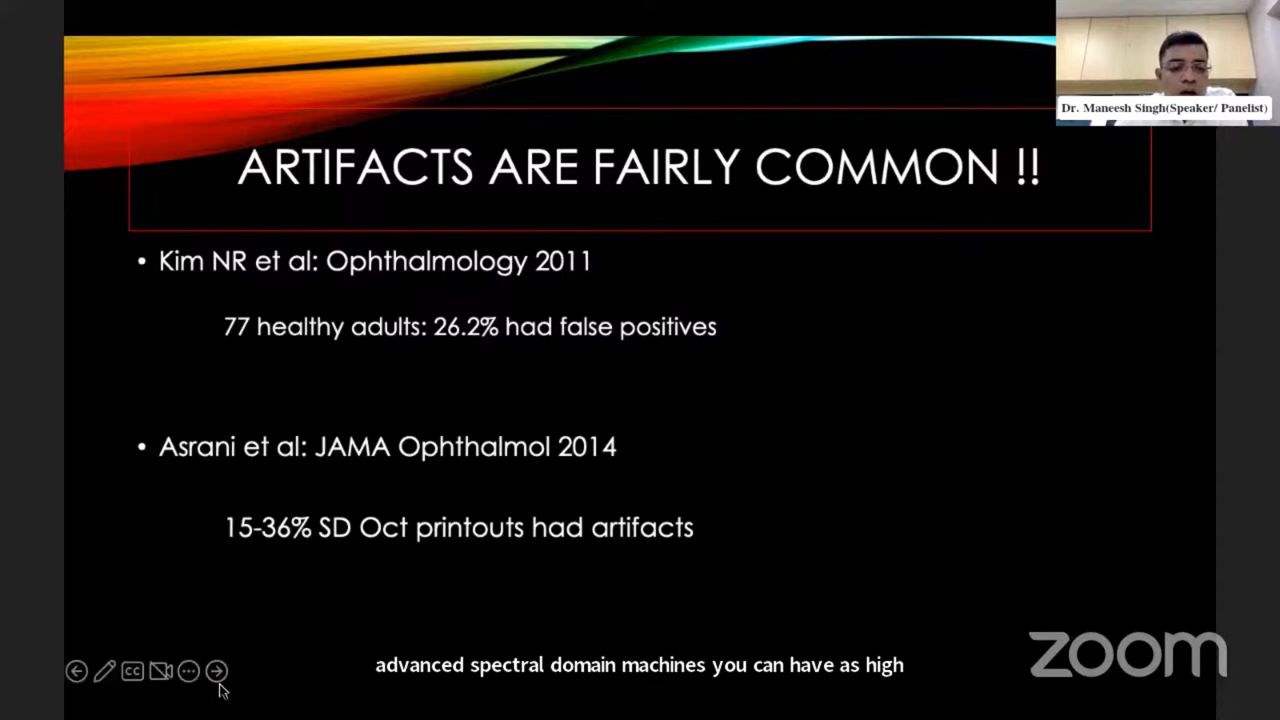 Dr. Maneesh Singh(Speaker/ Panelist)
ARTIFACTS ARE FAIRLY COMMON !!
• Kim NR et al: Ophthalmology 2011
77 healthy adults: 26.2% had false positives
• Asrani et al: JAMA Ophthalmol 2014
15-36% SD Oct printouts had artifacts
advanced spectral domain machines you can have as high
CC
zoom